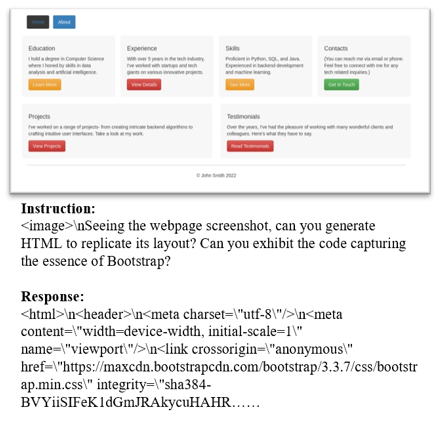 Home About
Education
I hold a degree in Computer Science
where I honed by skills in data
analysis and artificial intelligence.
Learn More
Experience
With over 5 years in the tech industry,
I've worked with startups and tech
giants on various innovative projects.
View Details
Skills
Proficient in Python, SQL, and Java.
Experienced in backend development
and machine learning.
See More
Contacts
(You can reach me via email or phone.
Feel free to connect with me for any
tech related inquiries.)
Get In Touch
Projects
I've worked on a range of projects- from creating intricate backend algorithms to
crafting intuitive user interfaces. Take a look at my work.
View Projects
Testimonials
Over the years, I've had the pleasure of working with many wonderful clients and
colleagues. Here's what they have to say.
Read Testimonials
© John Smith 2022
Instruction:
<image>\nSeeing the webpage screenshot, can you generate
HTML to replicate its layout? Can you exhibit the code capturing
the essence of Bootstrap?
Response:
<html>\n<header>\n<meta charset=\"utf-8\"/>\n<meta
content=\"width=device-width, initial-scale=1\"
name=\"viewport\"/>\n<link crossorigin=\"anonymous\"
href=\"https://maxcdn.bootstrapcdn.com/bootstrap/3.3.7/css/bootstr
ap.min.css\" integrity=\"sha384-
BVYiiSIFeK1dGmJRAkycuHAHR……